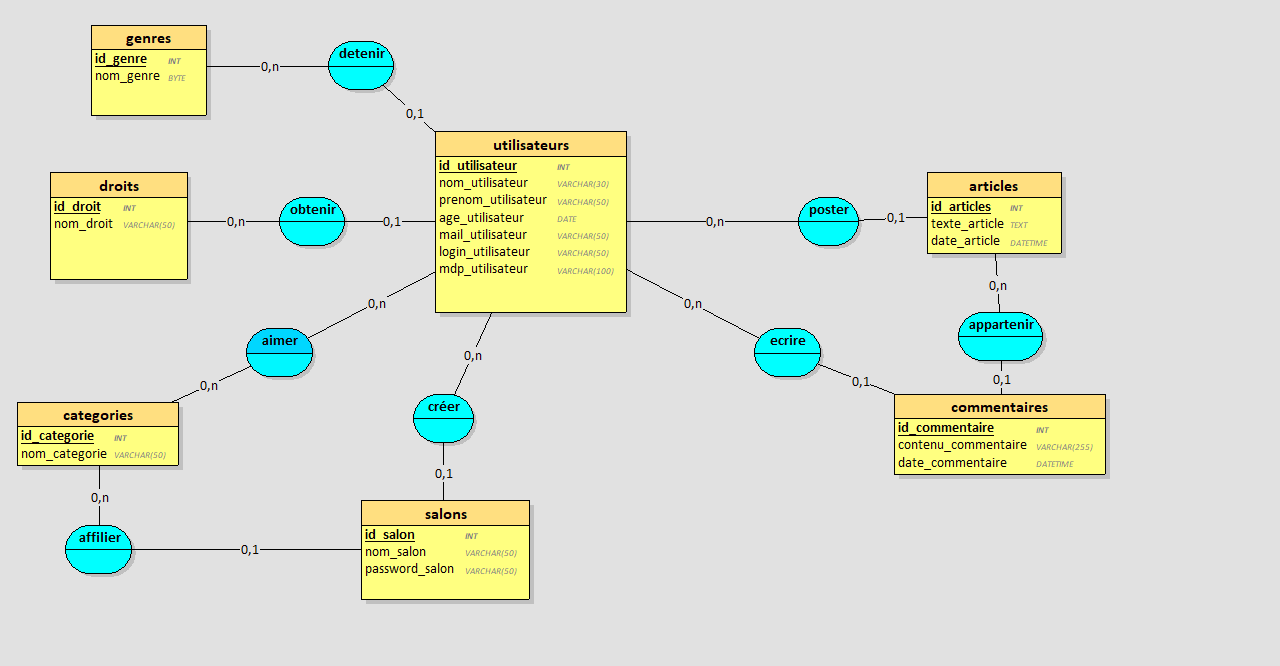 genres
id_genre INT
nom_genre BYTE
0,n
detenir
0,1
utilisateurs
id_utilisateur INT
nom_utilisateur VARCHAR(30)
prenom_utilisateur VARCHAR(50)
age_utilisateur DATE
mail_utilisateur VARCHAR(50)
login_utilisateur VARCHAR(50)
mdp_utilisateur VARCHAR(100)
droits
id_droit INT
nom_droit VARCHAR(50)
0,n
obtenir
0,1
0,n
poster
0,1
articles
id_articles INT
texte_article TEXT
date_article DATETIME
0,n
appartenir
0,1
0,n
aimer
0,n
0,n
créer
0,1
0,n
ecrire
0,1
categories
id_categorie INT
nom_categorie VARCHAR(50)
commentaires
id_commentaire INT
contenu_commentaire VARCHAR(255)
date_commentaire DATETIME
0,n
affilier
0,1
salons
id_salon INT
nom_salon VARCHAR(50)
password_salon VARCHAR(50)